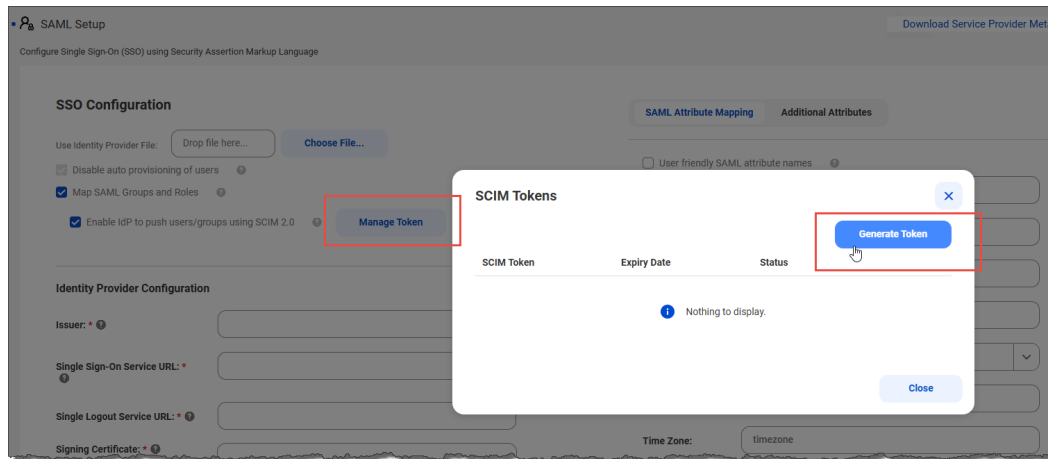 SAML Setup
Download Service Provider Met
Configure Single Sign-On (SSO) using Security Assertion Markup Language
SSO Configuration
Use Identity Provider File:
Drop file here...
Choose File...
Disable auto provisioning of users
Map SAML Groups and Roles
Enable IdP to push users/groups using SCIM 2.0
Manage Token
Identity Provider Configuration
Issuer: *
Single Sign-On Service URL: *
Single Logout Service URL: *
Signing Certificate: *
SAML Attribute Mapping
Additional Attributes
User friendly SAML attribute names
SCIM Tokens
Generate Token
SCIM Token
Expiry Date
Status
Nothing to display.
Close
Time Zone:
timezone